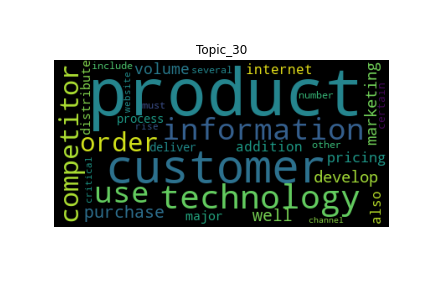 Topic_30
include
volume
several
internet
product
competitor
distribute
website
must
number
marketing
certain
process
rise
information
order
deliver
addition
other
customer
pricing
critical
use
technology
develop
purchase
major
well
channel
also